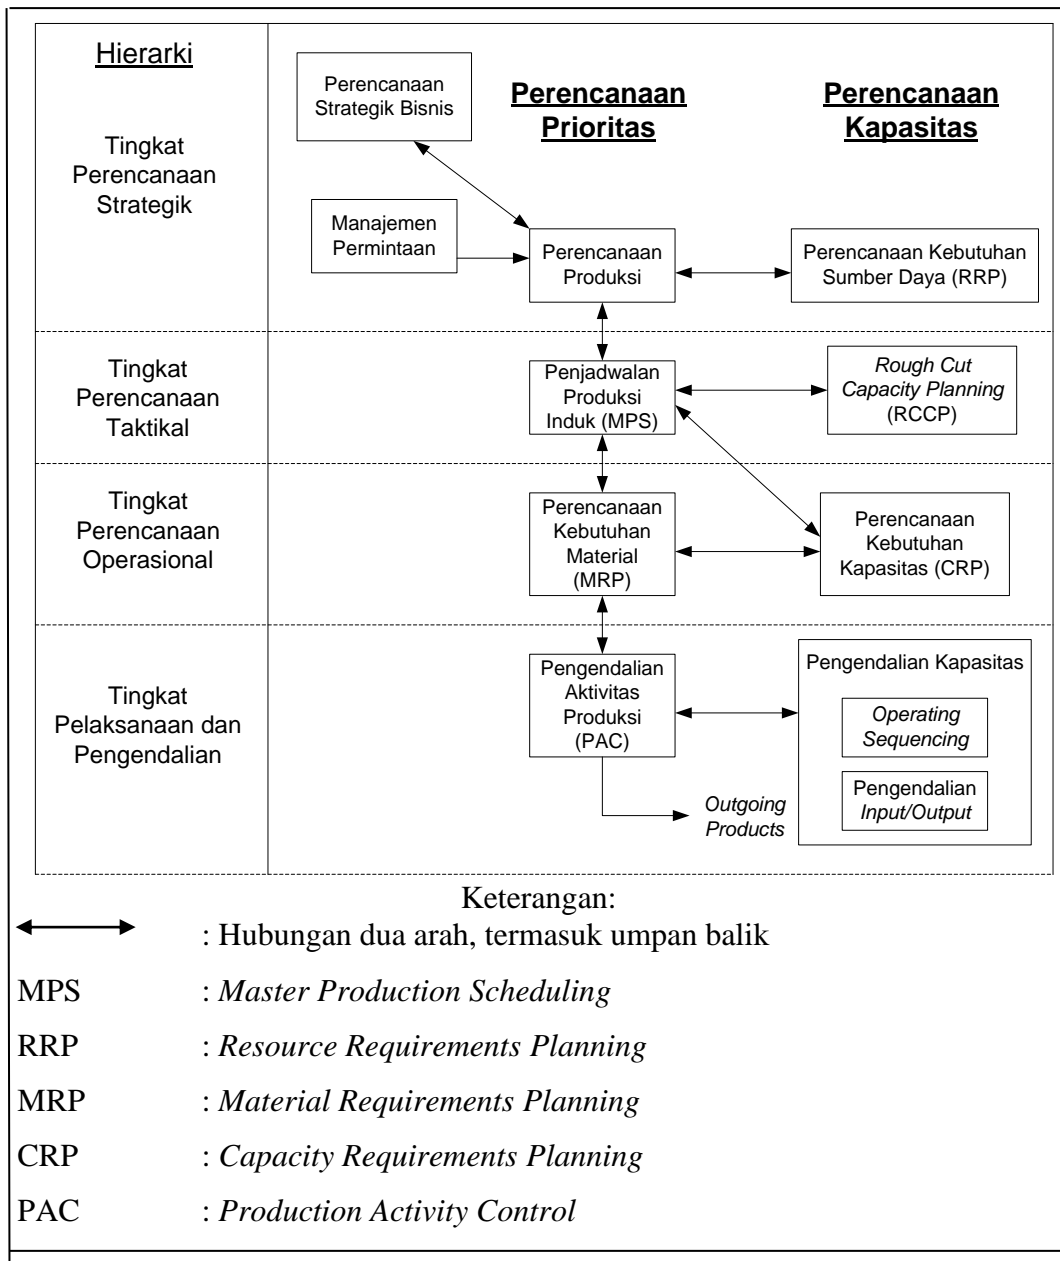 Hierarki
Perencanaan
Strategik Bisnis
Perencanaan
Prioritas
Perencanaan
Kapasitas
Tingkat
Perencanaan
Strategik
Manajemen
Permintaan
Perencanaan
Produksi
Perencanaan Kebutuhan
Sumber Daya (RRP)
Tingkat
Perencanaan
Taktikal
Penjadwalan
Produksi
Induk (MPS)
Rough Cut
Capacity Planning
(RCCP)
Tingkat
Perencanaan
Operasional
Perencanaan
Kebutuhan
Material
(MRP)
Perencanaan
Kebutuhan
Kapasitas (CRP)
Tingkat
Pelaksanaan dan
Pengendalian
Pengendalian
Aktivitas
Produksi
(PAC)
Pengendalian Kapasitas
Operating
Sequencing
Pengendalian
Input/Output
Outgoing
Products
Keterangan:
: Hubungan dua arah, termasuk umpan balik
MPS : Master Production Scheduling
RRP : Resource Requirements Planning
MRP : Material Requirements Planning
CRP : Capacity Requirements Planning
PAC : Production Activity Control